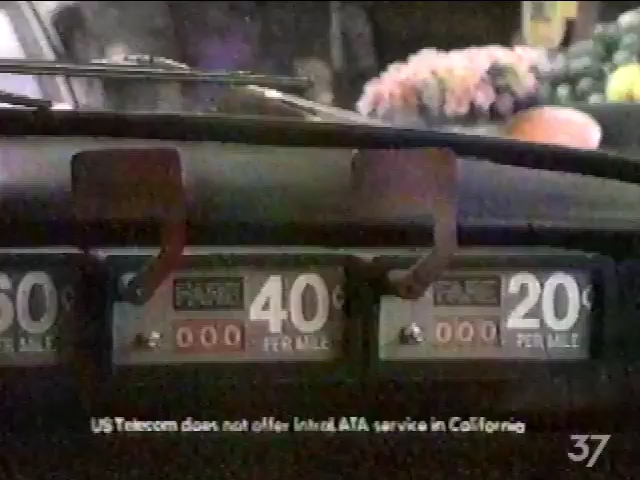 60¢ FARE 40¢ FARE 20¢
PER MILE 000 PER MILE 000 PER MILE
US Telecom does not offer IntraLATA service in California
37